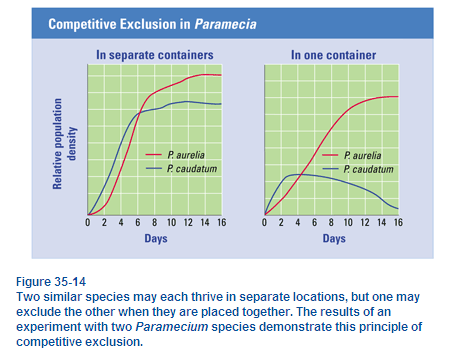 Competitive Exclusion in Paramecia
In separate containers
In one container
Relative population
density
P. aurelia
P. caudatum
P. aurelia
P. caudatum
0 2 4 6 8 10 12 14 16
0 2 4 6 8 10 12 14 16
Days
Days
Figure 35-14
Two similar species may each thrive in separate locations, but one may
exclude the other when they are placed together. The results of an
experiment with two Paramecium species demonstrate this principle of
competitive exclusion.